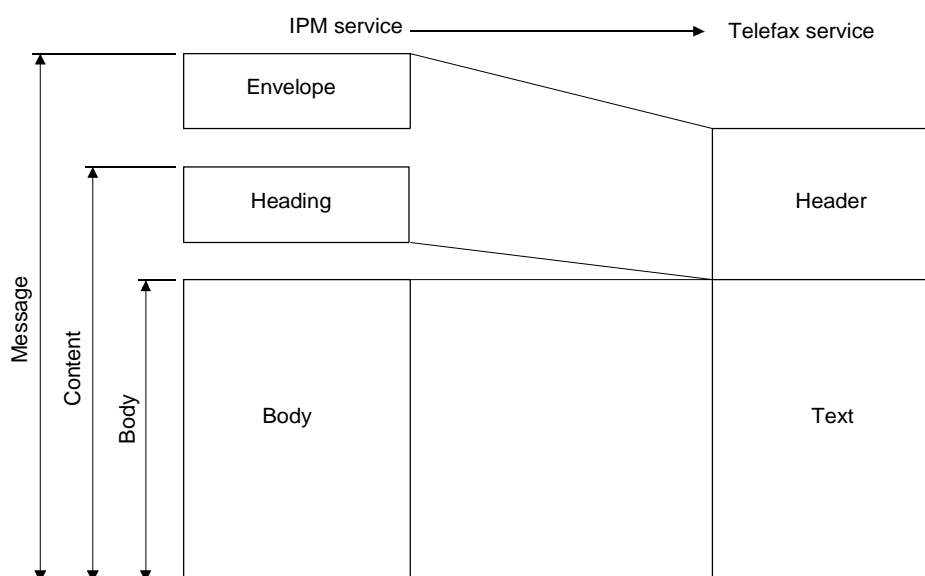 IPM service
Telefax service
Envelope
Heading
Header
Message
Content
Body
Body
Text